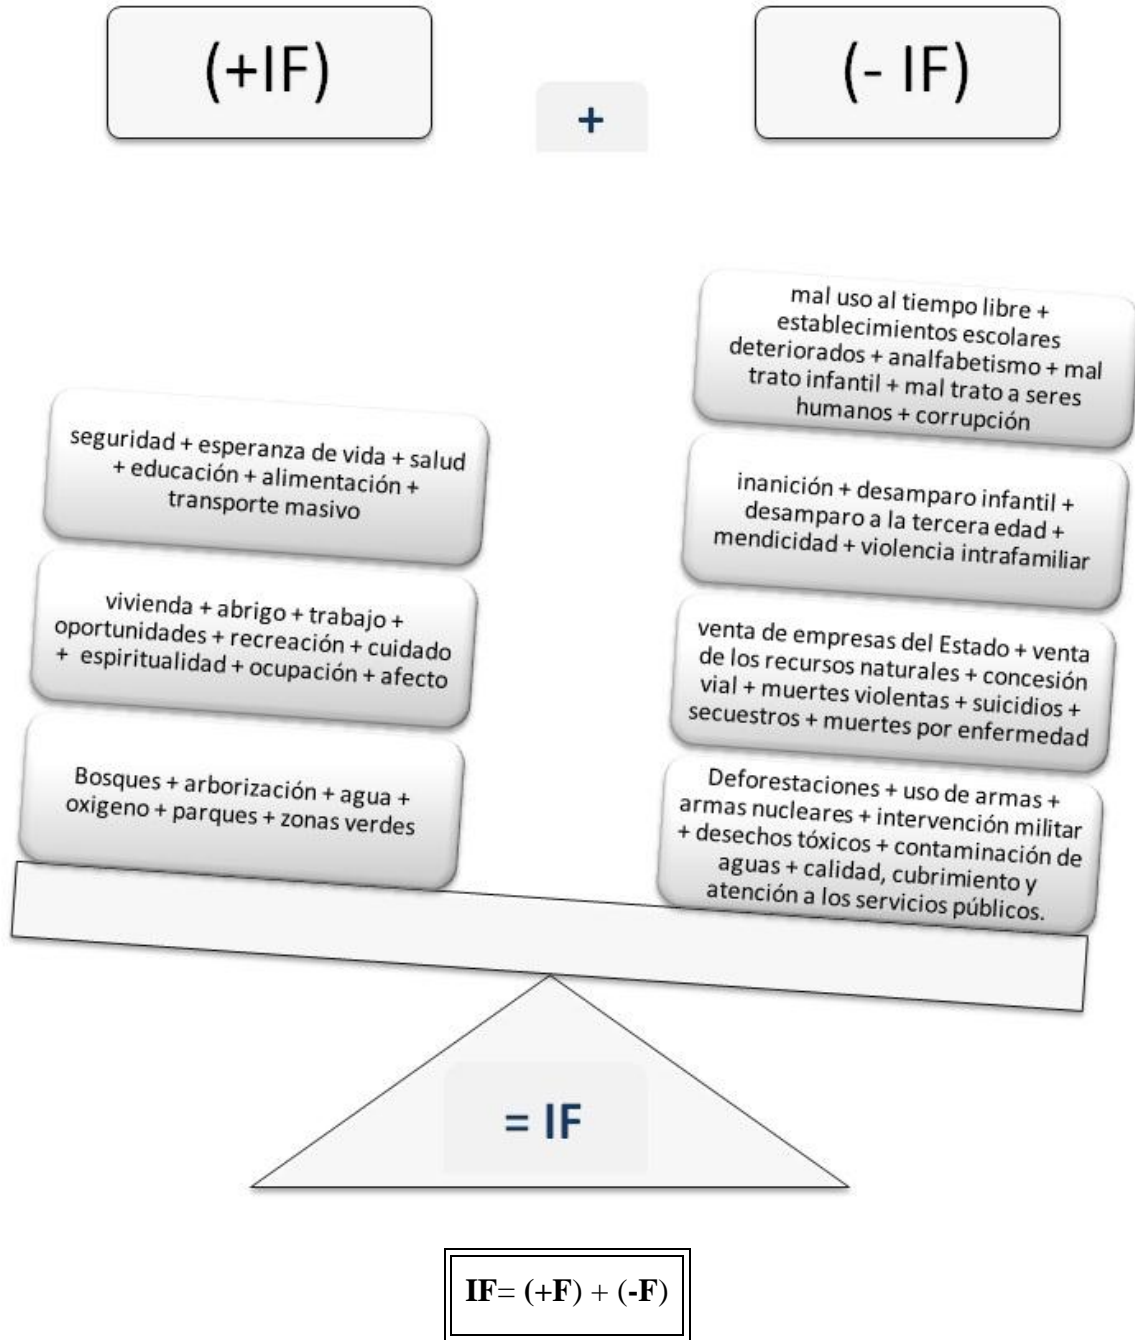 (+IF)
+
(- IF)
seguridad + esperanza de vida + salud
+ educación + alimentación +
transporte masivo
vivienda + abrigo + trabajo +
oportunidades + recreación + cuidado
+ espiritualidad + ocupación + afecto
Bosques + arborización + agua +
oxigeno + parques + zonas verdes
mal uso al tiempo libre +
establecimientos escolares
deteriorados + analfabetismo + mal
trato infantil + mal trato a seres
humanos + corrupción
inanición + desamparo infantil +
desamparo a la tercera edad +
mendicidad + violencia intrafamiliar
venta de empresas del Estado + venta
de los recursos naturales + concesión
vial + muertes violentas + suicidios +
secuestros + muertes por enfermedad
Deforestaciones + uso de armas +
armas nucleares + intervención militar
+ desechos tóxicos + contaminación de
aguas + calidad, cubrimiento y
atención a los servicios públicos.
= IF
IF= (+F) + (-F)